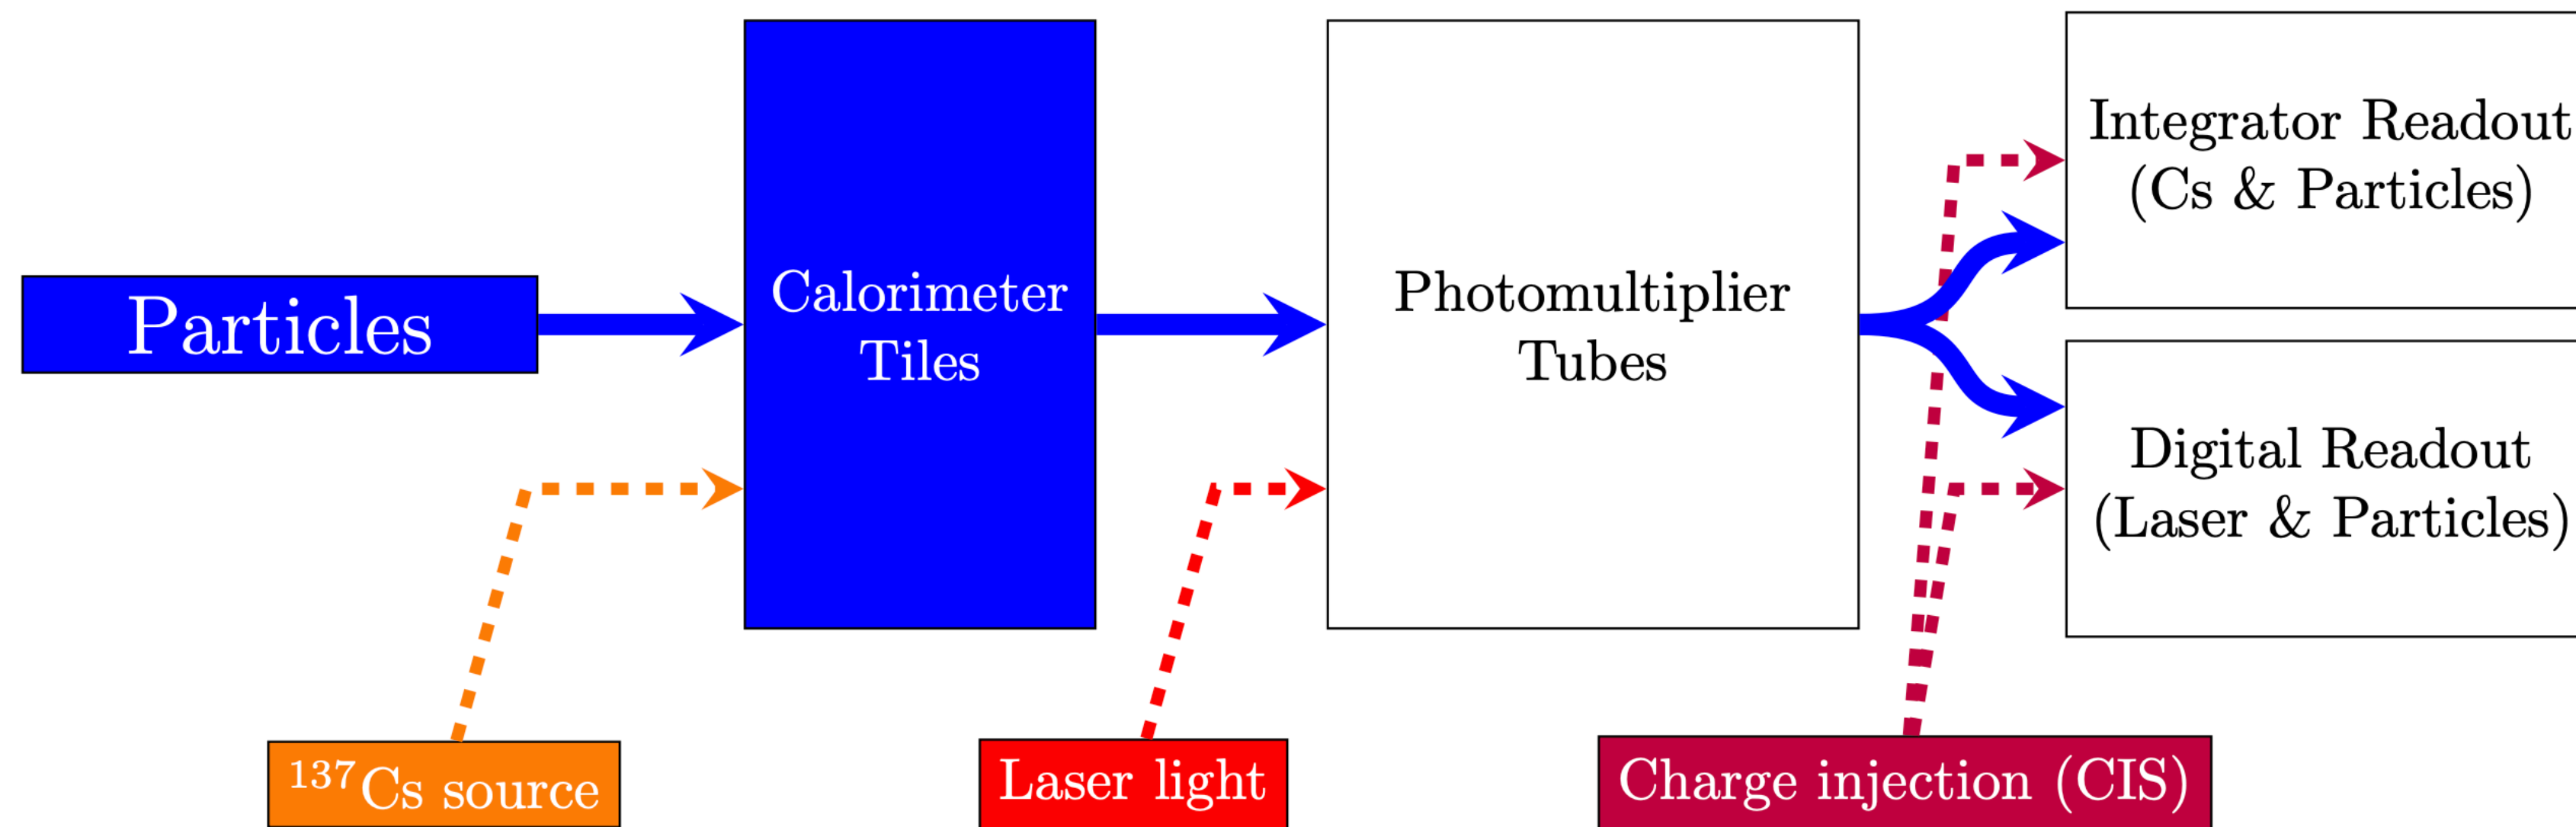 Particles
Calorimeter
Tiles
Photomultiplier
Tubes
Integrator Readout
(Cs & Particles)
Digital Readout
(Laser & Particles)
¹³⁷Cs source
Laser light
Charge injection (CIS)